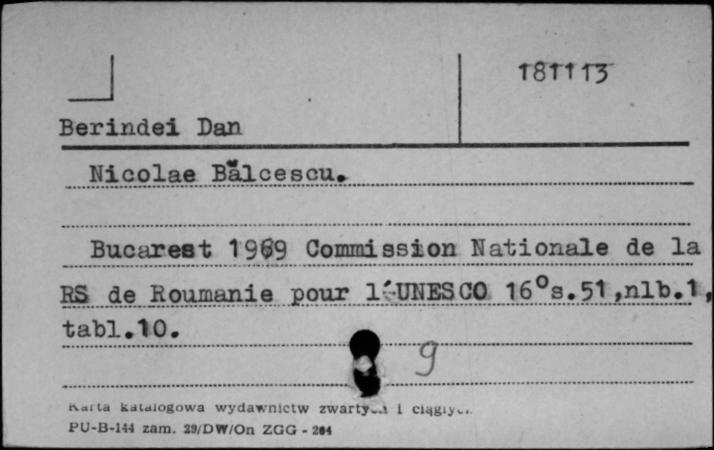 181113
Berindei Dan
Nicolae Bălcescu.
Bucarest 1969 Commission Nationale de la
RS de Roumanie pour l'UNESCO 16°s.51,nlb.1,
tabl.10.
9
Karta katalogowa wydawnictw zwartych i ciągłych
PU-B-144 zam. 29/DW/On ZGG - 264